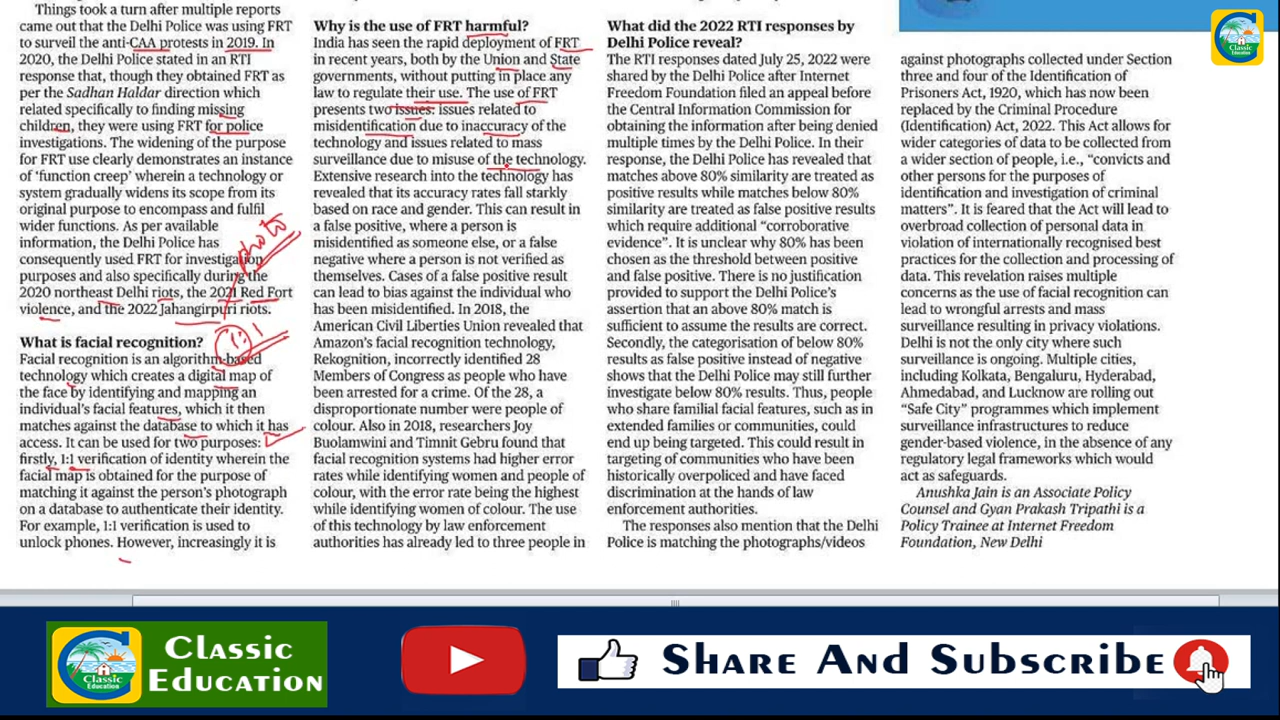 Things took a turn after multiple reports
came out that the Delhi Police was using FRT
to surveil the anti-CAA protests in 2019. In
2020, the Delhi Police stated in an RTI
response that, though they obtained FRT as
per the Sadhan Haldar direction which
related specifically to finding missing
children, they were using FRT for police
investigations. The widening of the purpose
for FRT use clearly demonstrates an instance
of ‘function creep’ wherein a technology or
system gradually widens its scope from its
original purpose to encompass and fulfil
wider functions. As per available
information, the Delhi Police has
consequently used FRT for investigation
purposes and also specifically during the
2020 northeast Delhi riots, the 2021 Red Fort
violence, and the 2022 Jahangirpuri riots.
photo
1:1
What is facial recognition?
Facial recognition is an algorithm-based
technology which creates a digital map of
the face by identifying and mapping an
individual’s facial features, which it then
matches against the database to which it has
access. It can be used for two purposes:
firstly, 1:1 verification of identity wherein the
facial map is obtained for the purpose of
matching it against the person’s photograph
on a database to authenticate their identity.
For example, 1:1 verification is used to
unlock phones. However, increasingly it is
Why is the use of FRT harmful?
India has seen the rapid deployment of FRT
in recent years, both by the Union and State
governments, without putting in place any
law to regulate their use. The use of FRT
presents two issues: issues related to
misidentification due to inaccuracy of the
technology and issues related to mass
surveillance due to misuse of the technology.
Extensive research into the technology has
revealed that its accuracy rates fall starkly
based on race and gender. This can result in
a false positive, where a person is
misidentified as someone else, or a false
negative where a person is not verified as
themselves. Cases of a false positive result
can lead to bias against the individual who
has been misidentified. In 2018, the
American Civil Liberties Union revealed that
Amazon’s facial recognition technology,
Rekognition, incorrectly identified 28
Members of Congress as people who have
been arrested for a crime. Of the 28, a
disproportionate number were people of
colour. Also in 2018, researchers Joy
Buolamwini and Timnit Gebru found that
facial recognition systems had higher error
rates while identifying women and people of
colour, with the error rate being the highest
while identifying women of colour. The use
of this technology by law enforcement
authorities has already led to three people in
What did the 2022 RTI responses by
Delhi Police reveal?
The RTI responses dated July 25, 2022 were
shared by the Delhi Police after Internet
Freedom Foundation filed an appeal before
the Central Information Commission for
obtaining the information after being denied
multiple times by the Delhi Police. In their
response, the Delhi Police has revealed that
matches above 80% similarity are treated as
positive results while matches below 80%
similarity are treated as false positive results
which require additional “corroborative
evidence”. It is unclear why 80% has been
chosen as the threshold between positive
and false positive. There is no justification
provided to support the Delhi Police’s
assertion that an above 80% match is
sufficient to assume the results are correct.
Secondly, the categorisation of below 80%
results as false positive instead of negative
shows that the Delhi Police may still further
investigate below 80% results. Thus, people
who share familial facial features, such as in
extended families or communities, could
end up being targeted. This could result in
targeting of communities who have been
historically overpoliced and have faced
discrimination at the hands of law
enforcement authorities.
The responses also mention that the Delhi
Police is matching the photographs/videos
against photographs collected under Section
three and four of the Identification of
Prisoners Act, 1920, which has now been
replaced by the Criminal Procedure
(Identification) Act, 2022. This Act allows for
wider categories of data to be collected from
a wider section of people, i.e., “convicts and
other persons for the purposes of
identification and investigation of criminal
matters”. It is feared that the Act will lead to
overbroad collection of personal data in
violation of internationally recognised best
practices for the collection and processing of
data. This revelation raises multiple
concerns as the use of facial recognition can
lead to wrongful arrests and mass
surveillance resulting in privacy violations.
Delhi is not the only city where such
surveillance is ongoing. Multiple cities,
including Kolkata, Bengaluru, Hyderabad,
Ahmedabad, and Lucknow are rolling out
“Safe City” programmes which implement
surveillance infrastructures to reduce
gender-based violence, in the absence of any
regulatory legal frameworks which would
act as safeguards.
Anushka Jain is an Associate Policy
Counsel and Gyan Prakash Tripathi is a
Policy Trainee at Internet Freedom
Foundation, New Delhi
Classic
Education
Classic
Education
Classic
Education
Share And Subscribe